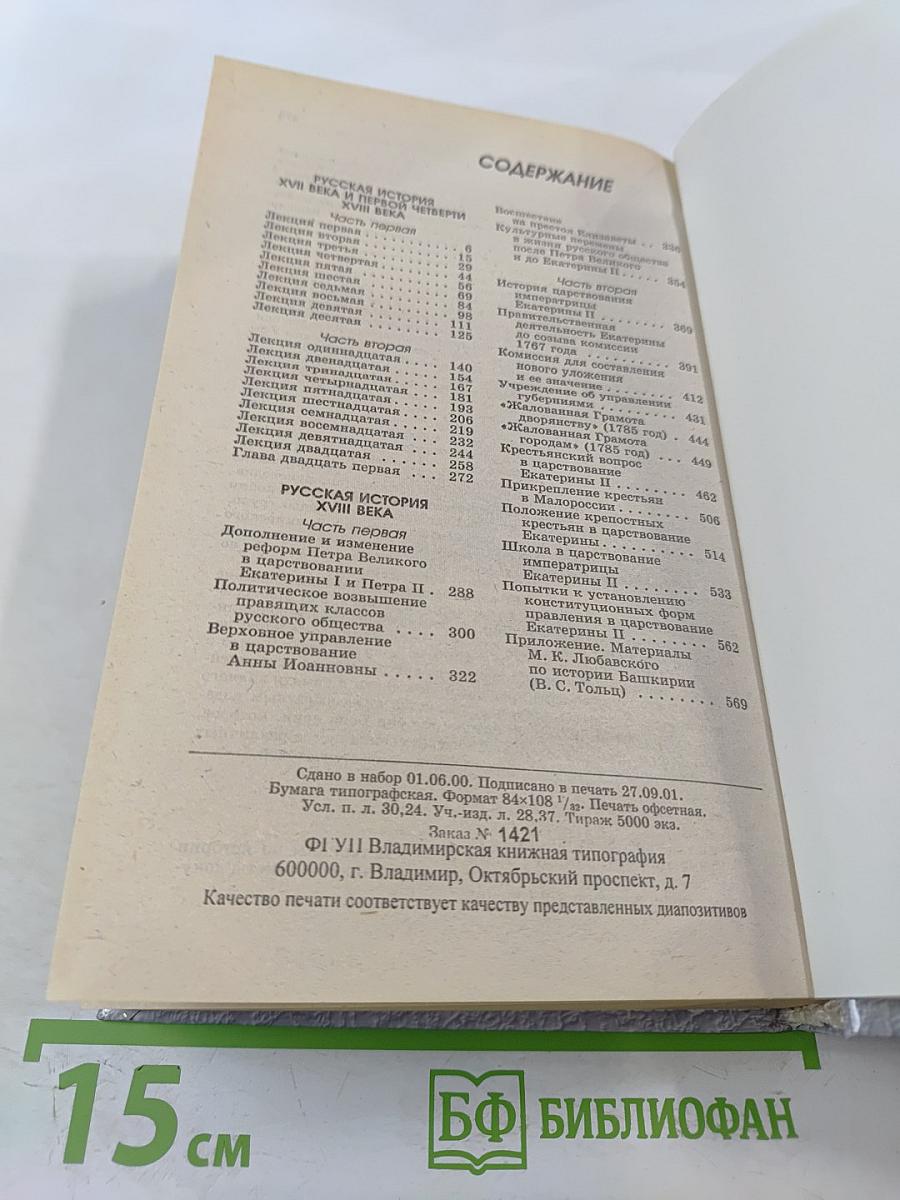 СОДЕРЖАНИЕ
РУССКАЯ ИСТОРИЯ
XVII ВЕКА И ПЕРВОЙ ЧЕТВЕРТИ
XVIII ВЕКА
Часть первая
Лекция первая . . . . . . . . . . . 6
Лекция вторая . . . . . . . . . . 15
Лекция третья . . . . . . . . . . 29
Лекция четвертая . . . . . . . . 44
Лекция пятая . . . . . . . . . . . 56
Лекция шестая . . . . . . . . . . 69
Лекция седьмая . . . . . . . . . 84
Лекция восьмая . . . . . . . . . 98
Лекция девятая . . . . . . . . . 111
Лекция десятая . . . . . . . . . 125
Часть вторая
Лекция одиннадцатая . . . . 140
Лекция двенадцатая . . . . . 154
Лекция тринадцатая . . . . . 167
Лекция четырнадцатая . . . 181
Лекция пятнадцатая . . . . . 193
Лекция шестнадцатая . . . . 206
Лекция семнадцатая . . . . . 219
Лекция восемнадцатая . . . 232
Лекция девятнадцатая . . . 244
Лекция двадцатая . . . . . . 258
Глава двадцать первая . . . 272
РУССКАЯ ИСТОРИЯ
XVIII ВЕКА
Часть первая
Дополнение и изменение
реформ Петра Великого
в царствовании
Екатерины I и Петра II . 288
Политическое возвышение
правящих классов
русского общества . . . . 300
Верховное управление
в царствование
Анны Иоанновны . . . . . 322
Восшествие
на престол Елизаветы . . 336
Культурные перемены
в жизни русского общества
после Петра Великого
и до Екатерины II . . . . . 354
Часть вторая
История царствования
императрицы
Екатерины II . . . . . . . . 369
Правительственная
деятельность Екатерины
до созыва комиссии
1767 года . . . . . . . . . . 391
Комиссия для составления
нового уложения
и ее значение . . . . . . . . 412
Учреждение об управлении
губерниями . . . . . . . . . 431
«Жалованная Грамота
дворянству» (1785 год) . 444
«Жалованная Грамота
городам» (1785 год) . . . 449
Крестьянский вопрос
в царствование
Екатерины II . . . . . . . . 462
Прикрепление крестьян
в Малороссии . . . . . . . . 506
Положение крепостных
крестьян в царствование
Екатерины . . . . . . . . . . 514
Школа в царствование
императрицы
Екатерины II . . . . . . . . 533
Попытки к установлению
конституционных форм
правления в царствование
Екатерины II . . . . . . . . 562
Приложение. Материалы
М. К. Любавского
по истории Башкирии
(В. С. Тольц) . . . . . . . . 569
Сдано в набор 01.06.00. Подписано в печать 27.09.01.
Бумага типографская. Формат 84×108 1/32. Печать офсетная.
Усл. п. л. 30,24. Уч.-изд. л. 28,37. Тираж 5000 экз.
Заказ № 1421
ФГУП Владимирская книжная типография
600000, г. Владимир, Октябрьский проспект, д. 7
Качество печати соответствует качеству представленных диапозитивов
15 см
БФ БИБЛИОФАН